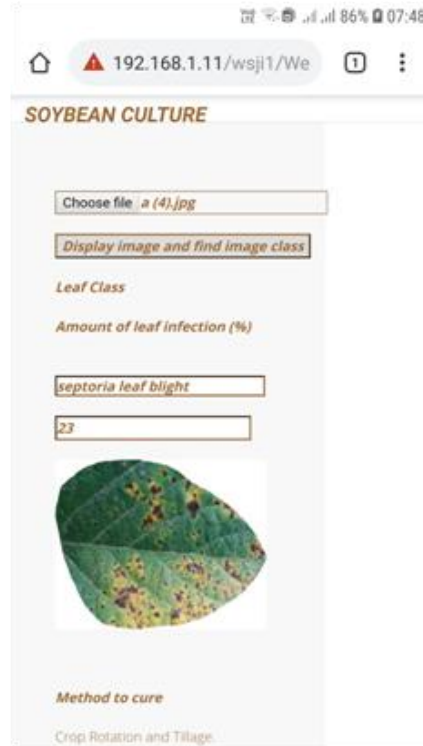 86% 07:48
192.168.1.11/wsji1/We
1
SOYBEAN CULTURE
Choose file a (4).jpg
Display image and find image class
Leaf Class
Amount of leaf infection (%)
septoria leaf blight
23
Method to cure
Crop Rotation and Tillage.